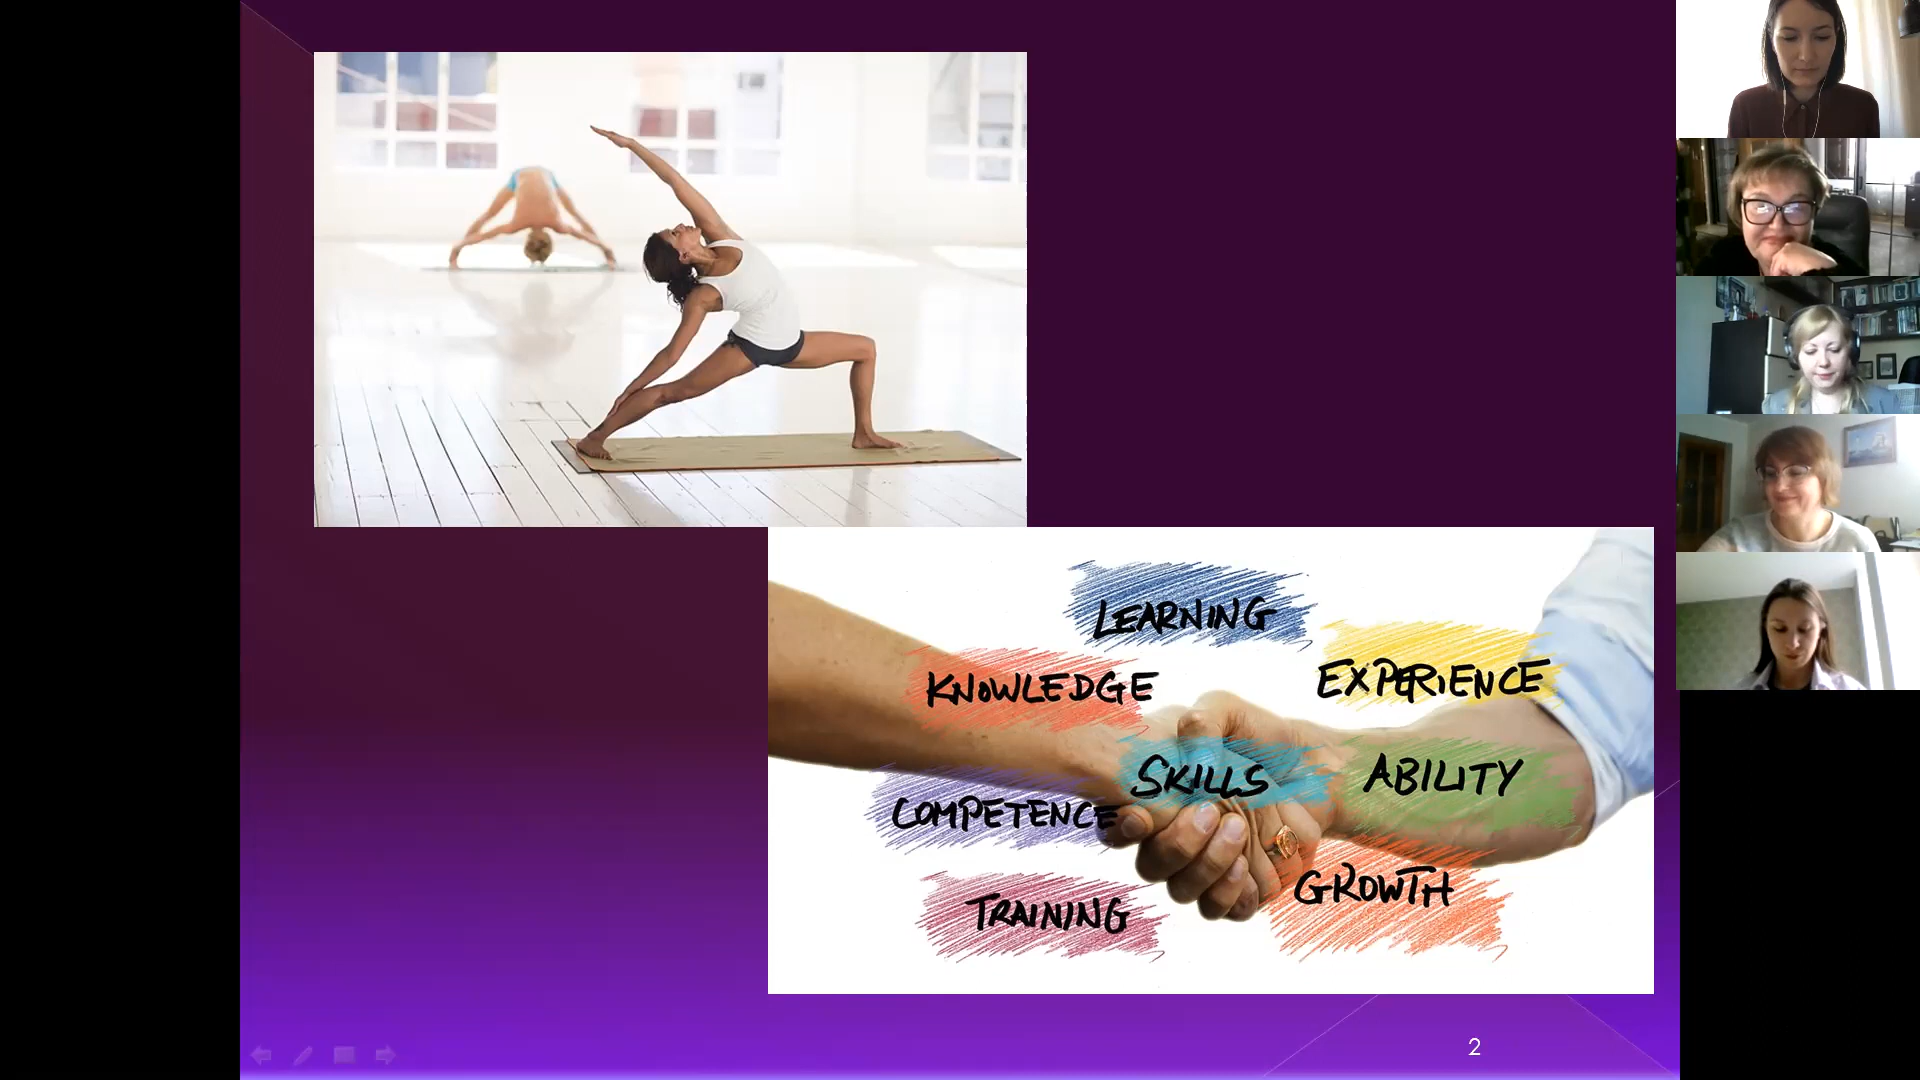 LEARNING
KNOWLEDGE
EXPERIENCE
SKILLS
ABILITY
COMPETENCE
GROWTH
TRAINING
2